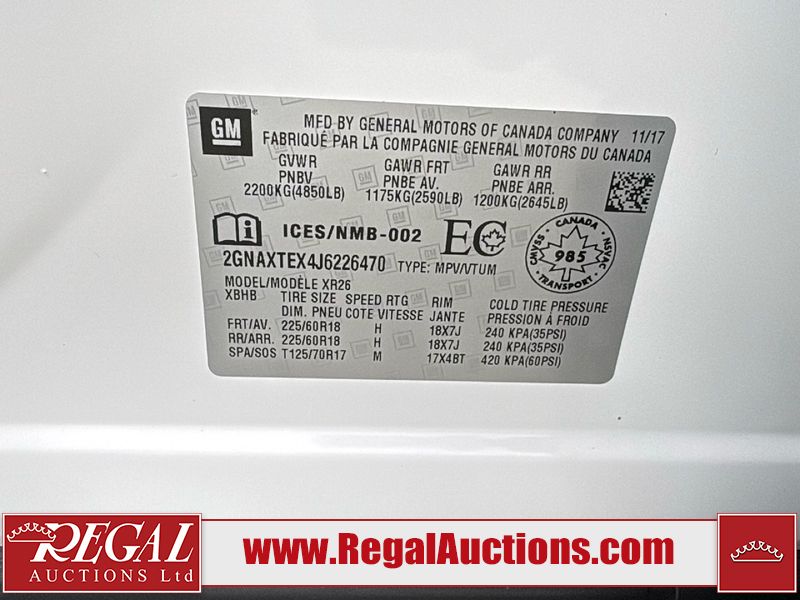 GM
MFD BY GENERAL MOTORS OF CANADA COMPANY 11/17
FABRIQUÉ PAR LA COMPAGNIE GENERAL MOTORS DU CANADA
GVWR GAWR FRT GAWR RR
PNBV PNBE AV. PNBE ARR.
2200KG(4850LB) 1175KG(2590LB) 1200KG(2645LB)
ICES/NMB-002 EC
CANADA
CMVSS 985 NSVAC
TRANSPORT
2GNAXTEX4J6226470 TYPE: MPV/VTUM
MODEL/MODÈLE XR26
XBHB TIRE SIZE SPEED RTG RIM COLD TIRE PRESSURE
DIM. PNEU COTE VITESSE JANTE PRESSION À FROID
FRT/AV. 225/60R18 H 18X7J 240 KPA(35PSI)
RR/ARR. 225/60R18 H 18X7J 240 KPA(35PSI)
SPA/SOS T125/70R17 M 17X4BT 420 KPA(60PSI)
REGAL
AUCTIONS Ltd
www.RegalAuctions.com